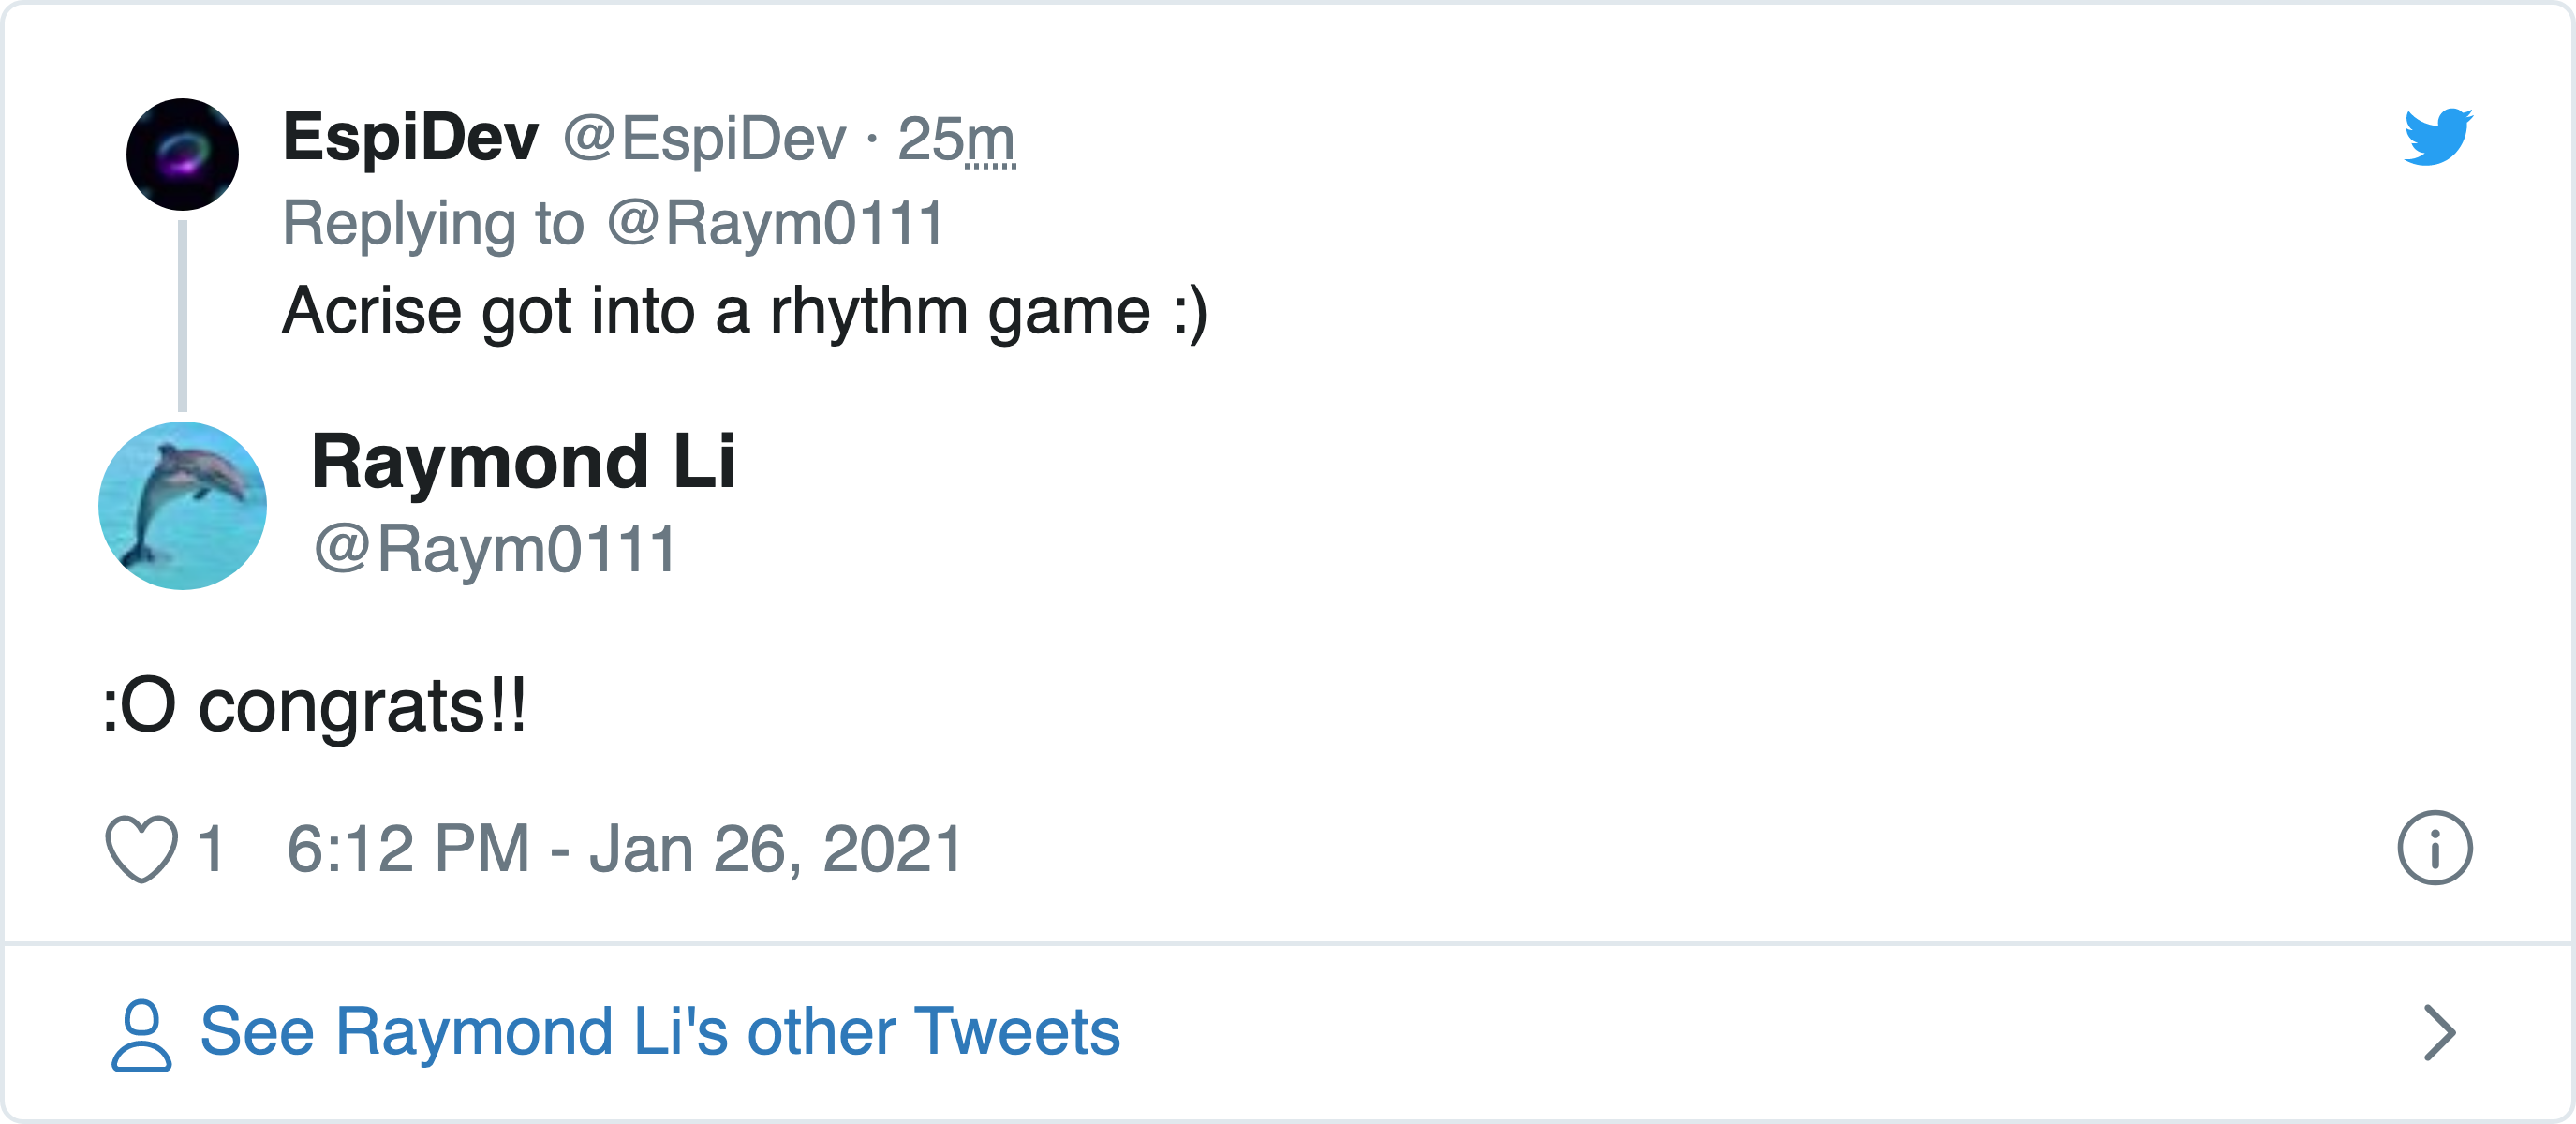 EspiDev @EspiDev · 25m
Replying to @Raym0111
Acrise got into a rhythm game :)
Raymond Li
@Raym0111
:O congrats!!
1 6:12 PM - Jan 26, 2021
See Raymond Li's other Tweets